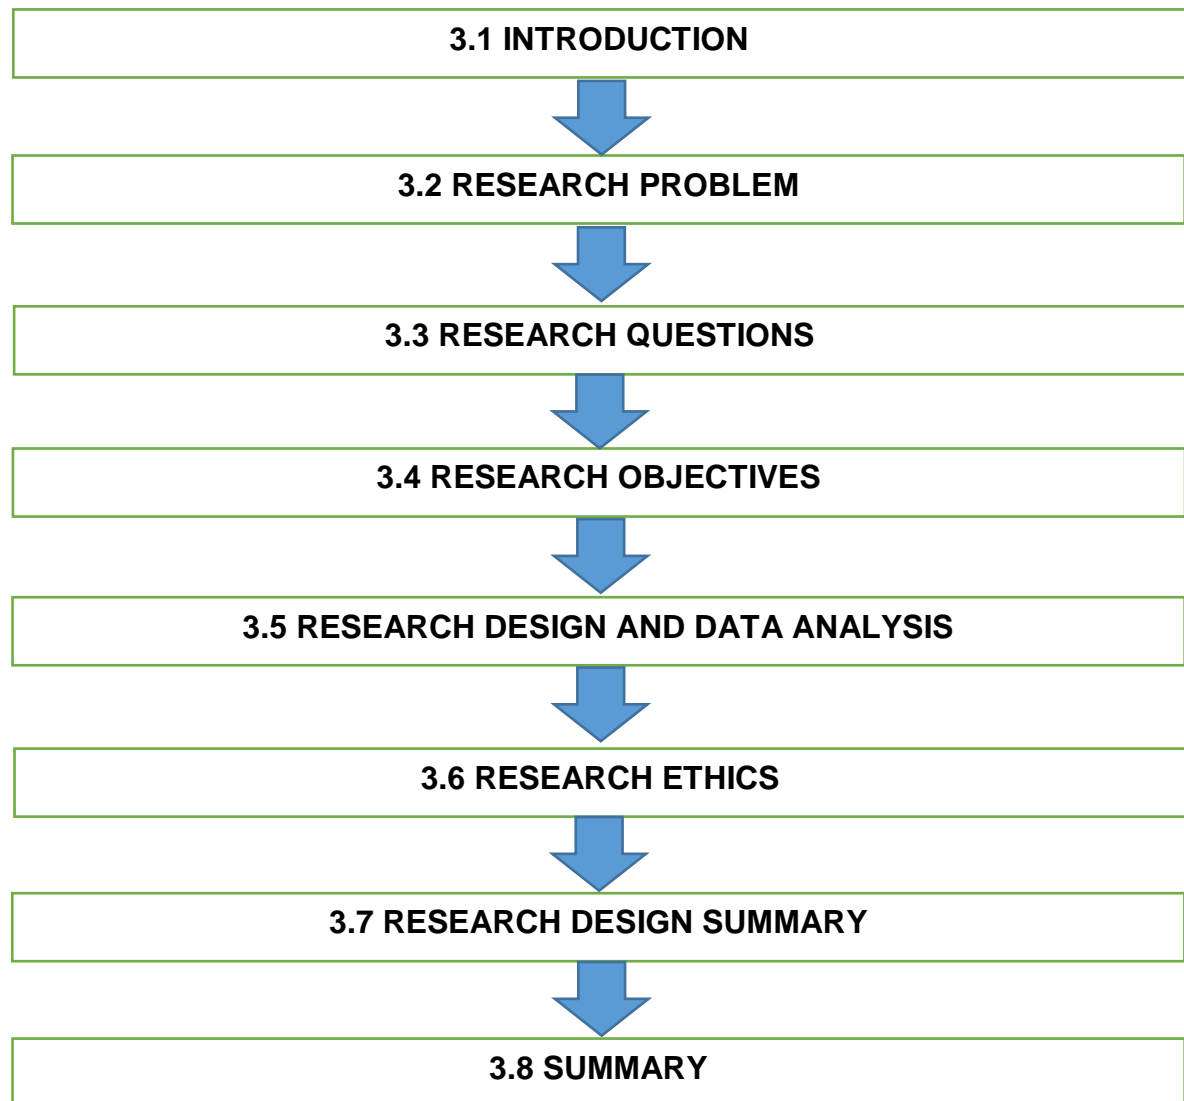 3.1 INTRODUCTION
3.2 RESEARCH PROBLEM
3.3 RESEARCH QUESTIONS
3.4 RESEARCH OBJECTIVES
3.5 RESEARCH DESIGN AND DATA ANALYSIS
3.6 RESEARCH ETHICS
3.7 RESEARCH DESIGN SUMMARY
3.8 SUMMARY